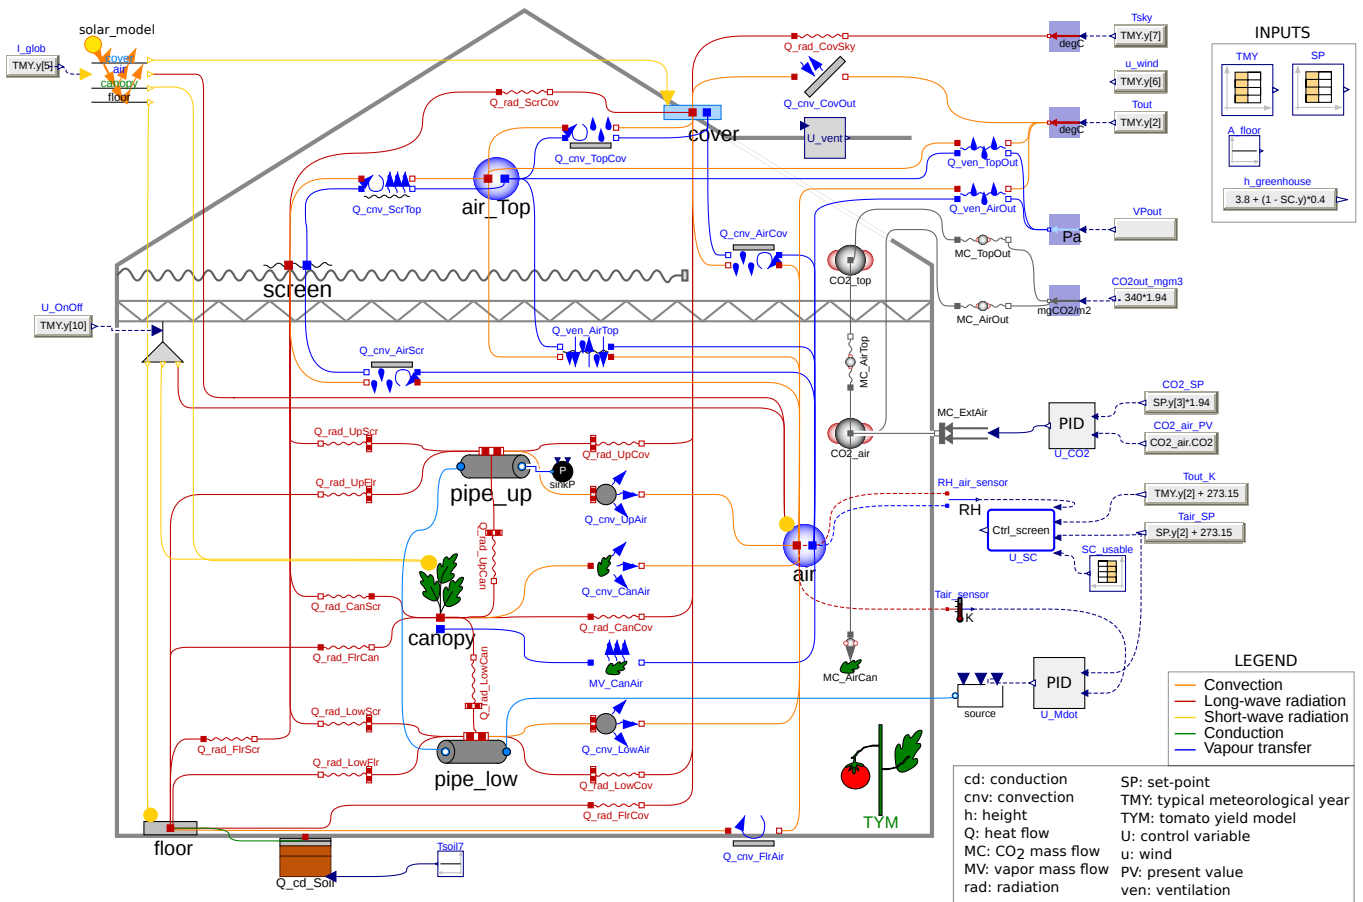 solar_model
I_glob
TMY.y[5]
cover
air
canopy
floor
Q_rad_CovSky
degC
Tsky
TMY.y[7]
u_wind
TMY.y[6]
Tout
TMY.y[2]
degC
INPUTS
TMY
SP
A_floor
h_greenhouse
3.8 + (1 - SC.y)*0.4
Q_cnv_CovOut
Q_rad_ScrCov
cover
U_vent
Q_cnv_TopCov
Q_ven_TopOut
Q_cnv_ScrTop
air_Top
Q_ven_AirOut
VPout
Pa
Q_cnv_AirCov
MC_TopOut
screen
CO2_top
CO2out_mgm3
340*1.94
mgCO2/m2
MC_AirOut
U_OnOff
TMY.y[10]
Q_ven_AirTop
Q_cnv_AirScr
MC_AirTop
CO2_SP
SP.y[3]*1.94
MC_ExtAir
PID
U_CO2
CO2_air_PV
CO2_air.CO2
Q_rad_UpScr
Q_rad_UpCov
CO2_air
pipe_up
P
sinkP
Q_rad_UpFlr
Q_cnv_UpAir
RH_air_sensor
RH
Tout_K
TMY.y[2] + 273.15
Tair_SP
SP.y[2] + 273.15
Ctrl_screen
U_SC
SC_usable
Q_rad_UpCan
air
Q_cnv_CanAir
Tair_sensor
K
Q_rad_CanScr
canopy
Q_rad_CanCov
Q_rad_FlrCan
Q_rad_LowCan
MV_CanAir
MC_AirCan
source
PID
U_Mdot
LEGEND
Convection
Long-wave radiation
Short-wave radiation
Conduction
Vapour transfer
Q_rad_LowScr
Q_rad_FlrScr
Q_cnv_LowAir
Q_rad_LowFlr
pipe_low
Q_rad_LowCov
Q_rad_FlrCov
TYM
floor
Q_cnv_FlrAir
Q_cd_Soil
Tsoil7
cd: conduction
cnv: convection
h: height
Q: heat flow
MC: CO2 mass flow
MV: vapor mass flow
rad: radiation
SP: set-point
TMY: typical meteorological year
TYM: tomato yield model
U: control variable
u: wind
PV: present value
ven: ventilation